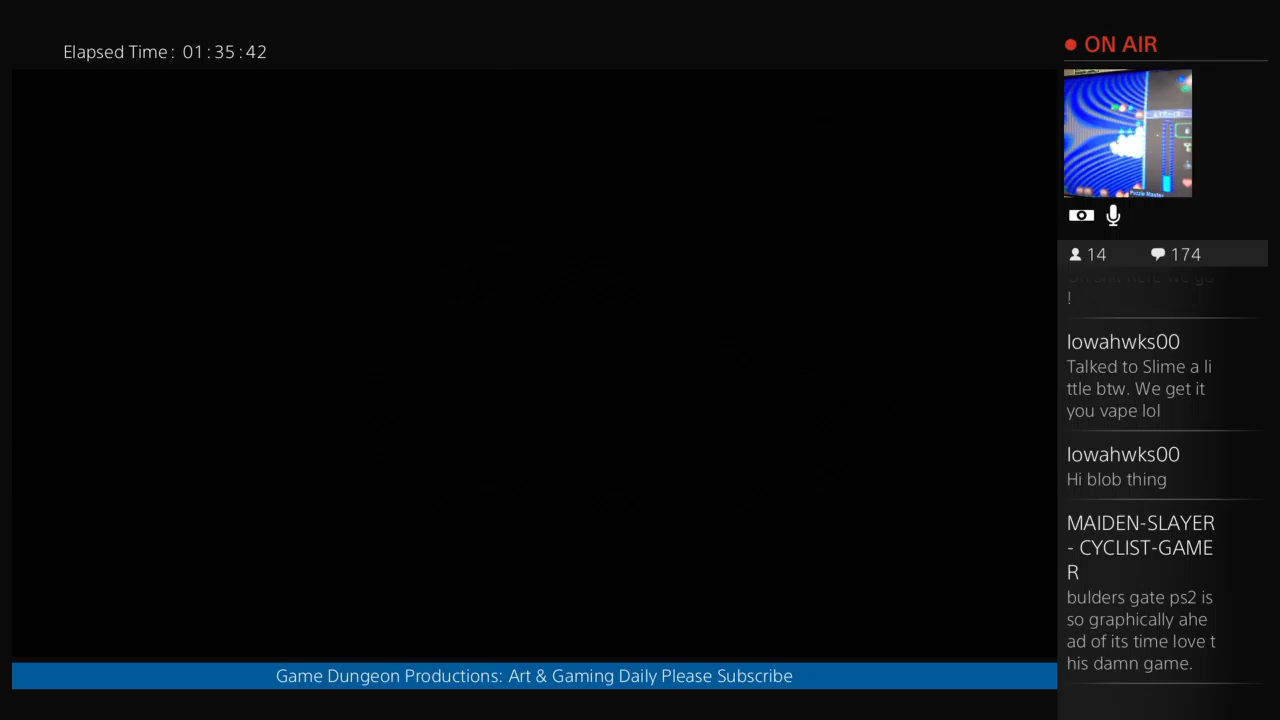 Elapsed Time: 01:35:42
ON AIR
Puzzle Master
14
174
!
Iowahwks00
Talked to Slime a li
ttle btw. We get it
you vape lol
Iowahwks00
Hi blob thing
MAIDEN-SLAYER
- CYCLIST-GAME
R
bulders gate ps2 is
so graphically ahe
ad of its time love t
his damn game.
Game Dungeon Productions: Art & Gaming Daily Please Subscribe